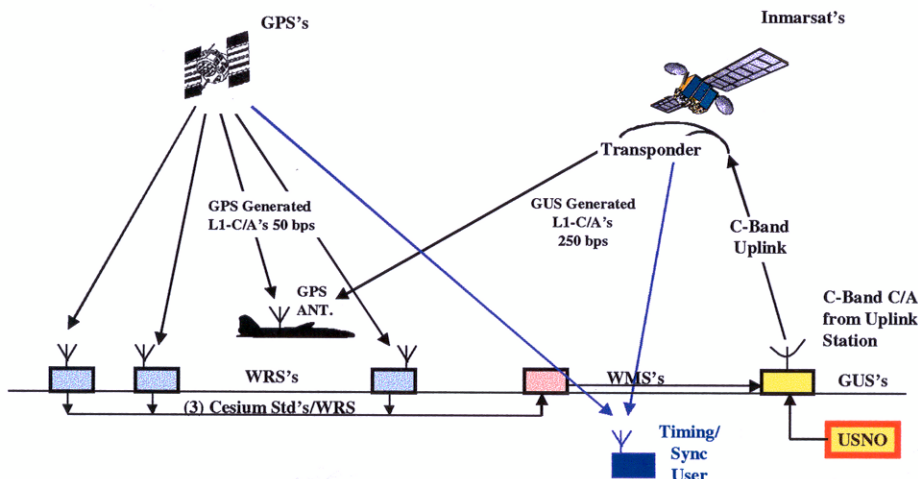 GPS's
Inmarsat's
Transponder
GPS Generated
L1-C/A's 50 bps
GUS Generated
L1-C/A's
250 bps
C-Band
Uplink
GPS
ANT.
C-Band C/A
from Uplink
Station
WRS's
WMS's
GUS's
(3) Cesium Std's/WRS
Timing/
Sync
User
USNO